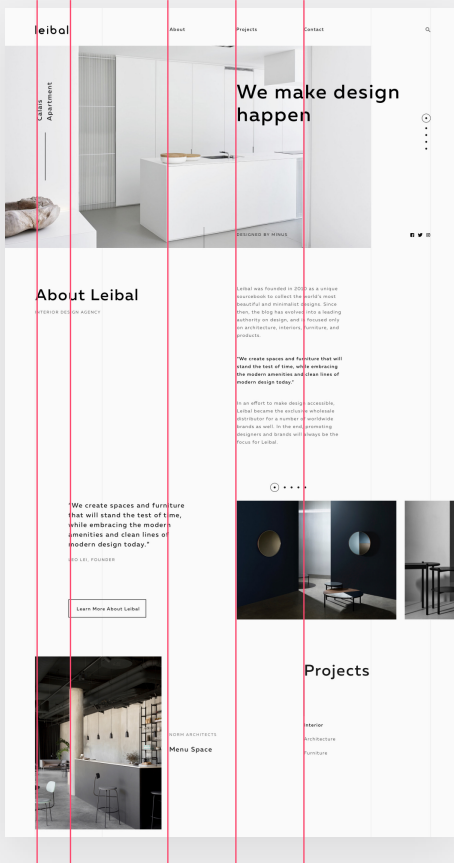 leibal
About
Projects
Contact
Calais
Apartment
We make design
happen
DESIGNED BY MINUS
About Leibal
INTERIOR DESIGN AGENCY
Leibal was founded in 2010 as a unique
sourcebook to collect the world's most
beautiful and minimalist designs. Since
then, the blog has evolved into a leading
authority on design, and is focused only
on architecture, interiors, furniture, and
products.
"We create spaces and furniture that will
stand the test of time, while embracing
the modern amenities and clean lines of
modern design today."
In an effort to make design accessible,
Leibal became the exclusive wholesale
distributor for a number of worldwide
brands as well. In the end, promoting
designers and brands will always be the
focus for Leibal.
"We create spaces and furniture
that will stand the test of time,
while embracing the modern
amenities and clean lines of
modern design today."
LEO LEI, FOUNDER
Learn More About Leibal
Projects
Interior
Architecture
Furniture
NORM ARCHITECTS
Menu Space